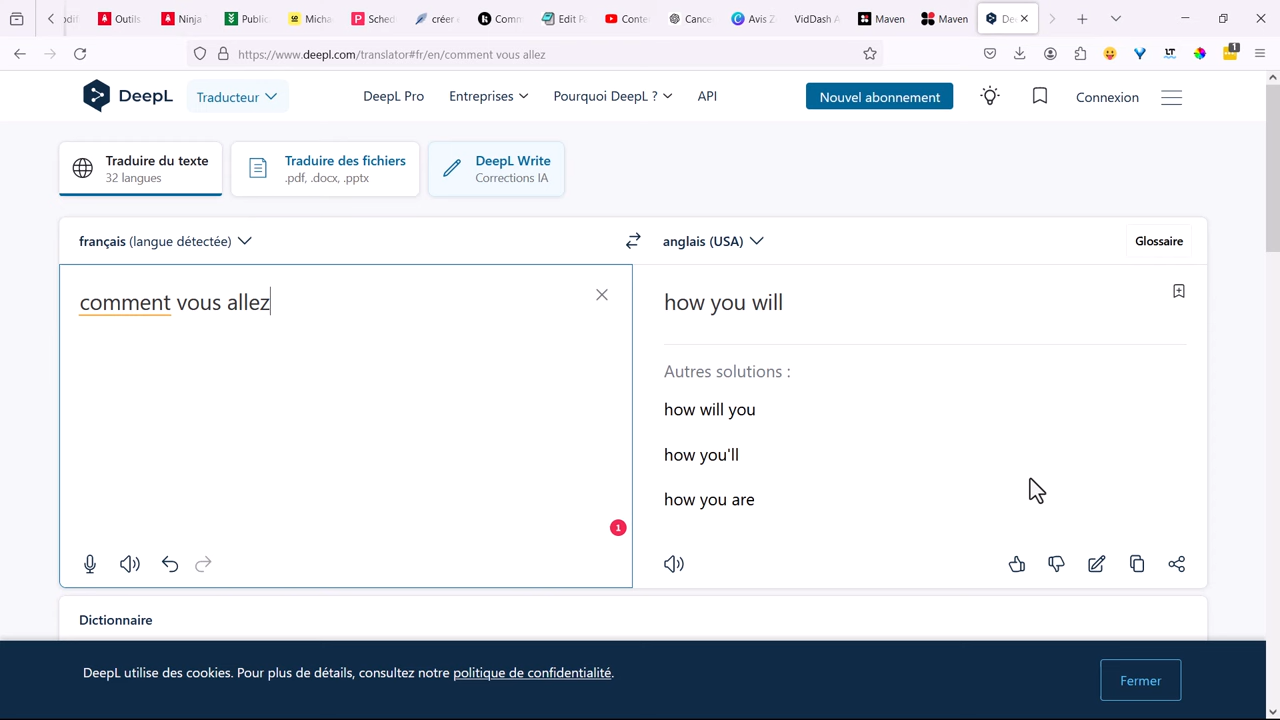 odif
Outils
Ninja
Public
Micha
Sched
créer
Comm
Edit P
Conte
Cance
Avis Z
VidDash A
Maven
Maven
De
https://www.deepl.com/translator#fr/en/comment vous allez
1
DeepL
Traducteur
DeepL Pro
Entreprises
Pourquoi DeepL ?
API
Nouvel abonnement
Connexion
Traduire du texte
32 langues
Traduire des fichiers
.pdf, .docx, .pptx
DeepL Write
Corrections IA
français (langue détectée)
anglais (USA)
Glossaire
comment vous allez
how you will
Autres solutions :
how will you
how you'll
how you are
1
Dictionnaire
DeepL utilise des cookies. Pour plus de détails, consultez notre politique de confidentialité.
Fermer